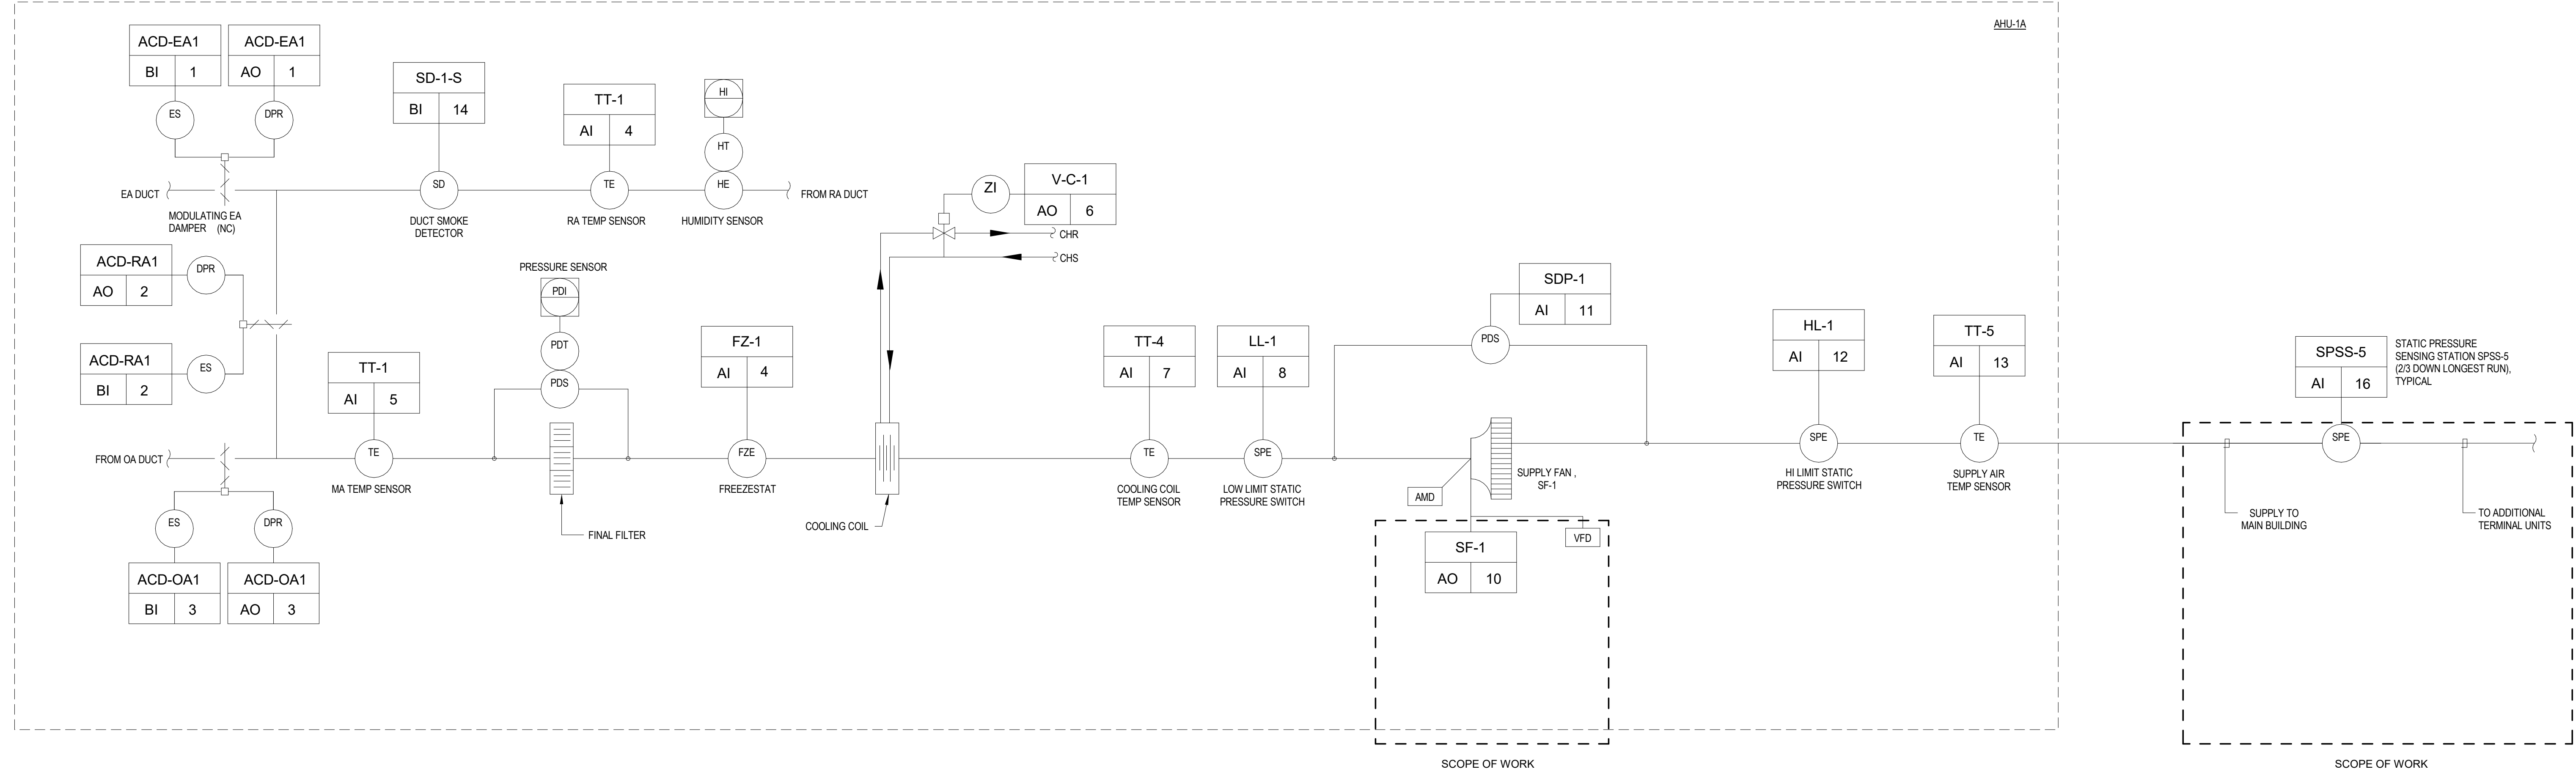 AHU-1A
ACD-EA1
BI 1
ES
ACD-EA1
AO 1
DPR
SD-1-S
BI 14
SD
DUCT SMOKE
DETECTOR
TT-1
AI 4
TE
RA TEMP SENSOR
HI
HT
HE
HUMIDITY SENSOR
EA DUCT
MODULATING EA
DAMPER (NC)
FROM RA DUCT
ZI
V-C-1
AO 6
CHR
CHS
ACD-RA1
AO 2
DPR
ACD-RA1
BI 2
ES
PRESSURE SENSOR
PDI
PDT
PDS
TT-1
AI 5
TE
MA TEMP SENSOR
FZ-1
AI 4
FZE
FREEZESTAT
FROM OA DUCT
ES
DPR
ACD-OA1
BI 3
ACD-OA1
AO 3
FINAL FILTER
COOLING COIL
TT-4
AI 7
TE
COOLING COIL
TEMP SENSOR
LL-1
AI 8
SPE
LOW LIMIT STATIC
PRESSURE SWITCH
SDP-1
AI 11
PDS
SUPPLY FAN ,
SF-1
AMD
VFD
SF-1
AO 10
HL-1
AI 12
SPE
HI LIMIT STATIC
PRESSURE SWITCH
TT-5
AI 13
TE
SUPPLY AIR
TEMP SENSOR
SPSS-5
AI 16
SPE
STATIC PRESSURE
SENSING STATION SPSS-5
(2/3 DOWN LONGEST RUN),
TYPICAL
SUPPLY TO
MAIN BUILDING
TO ADDITIONAL
TERMINAL UNITS
SCOPE OF WORK
SCOPE OF WORK